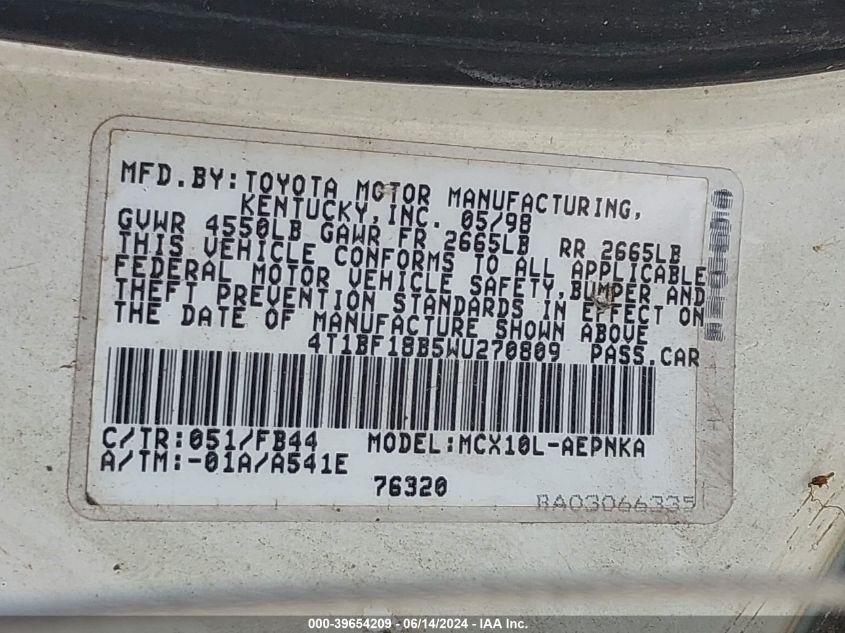 MFD.BY:TOYOTA MOTOR MANUFACTURING,
KENTUCKY,INC. 05/98
GVWR 4550LB GAWR FR 2665LB RR 2665LB
THIS VEHICLE CONFORMS TO ALL APPLICABLE
FEDERAL MOTOR VEHICLE SAFETY,BUMPER AND
THEFT PREVENTION STANDARDS IN EFFECT ON
THE DATE OF MANUFACTURE SHOWN ABOVE
4T1BF18B5WU270809 PASS.CAR
C/TR:051/FB44 MODEL:MCX10L-AEPNKA
A/TM:-01A/A541E
76320
BA03066335
000-39654209 - 06/14/2024 - IAA Inc.